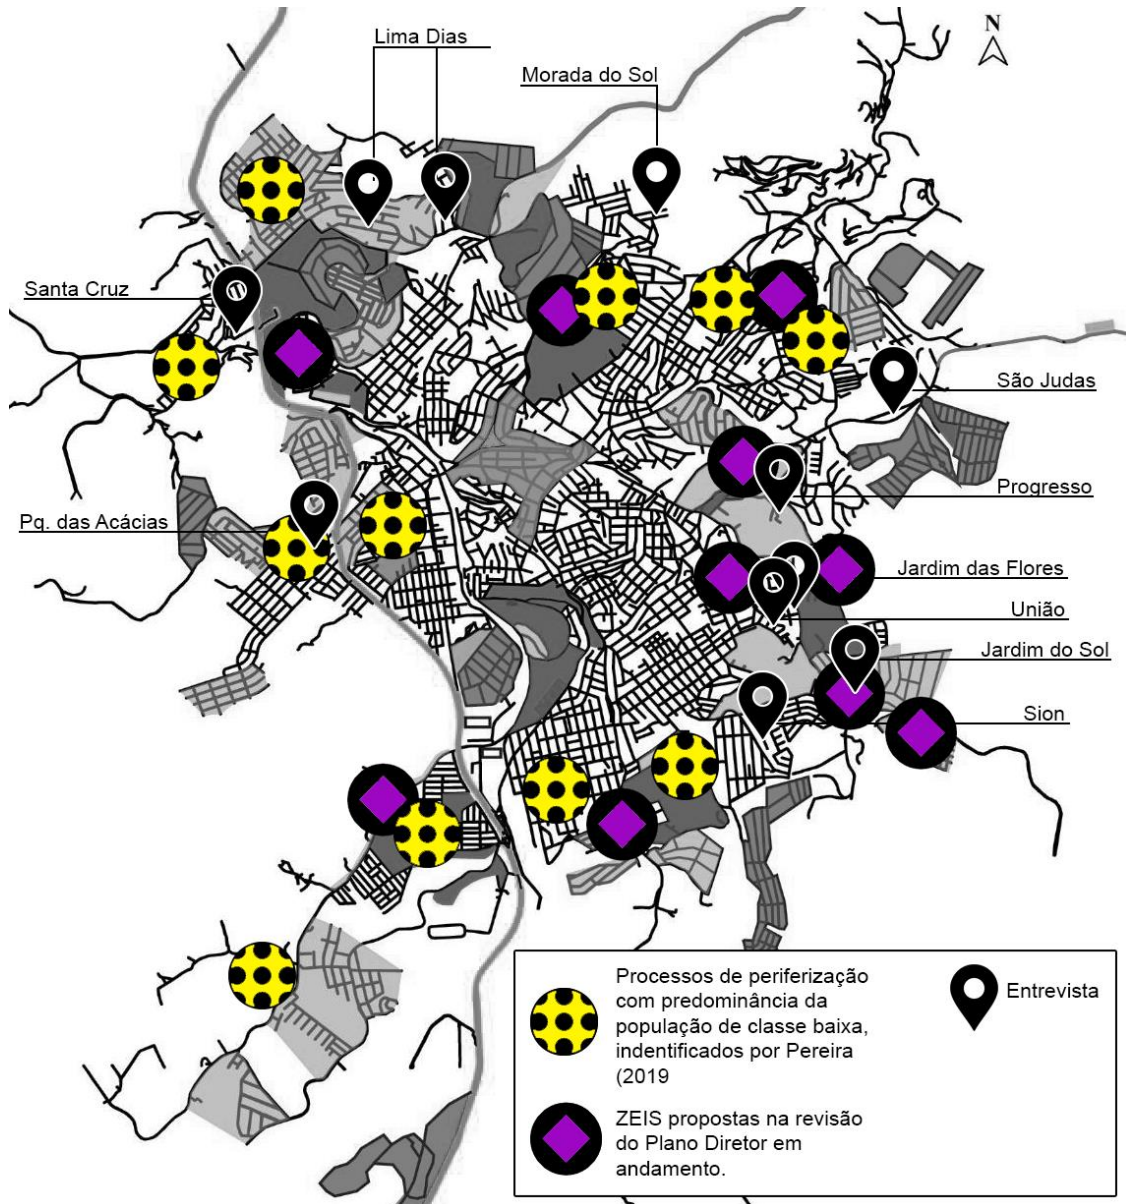 Lima Dias
N
Morada do Sol
Santa Cruz
São Judas
Progresso
Pq. das Acácias
Jardim das Flores
União
Jardim do Sol
Sion
Processos de periferização
com predominância da
população de classe baixa,
indentificados por Pereira
(2019
Entrevista
ZEIS propostas na revisão
do Plano Diretor em
andamento.